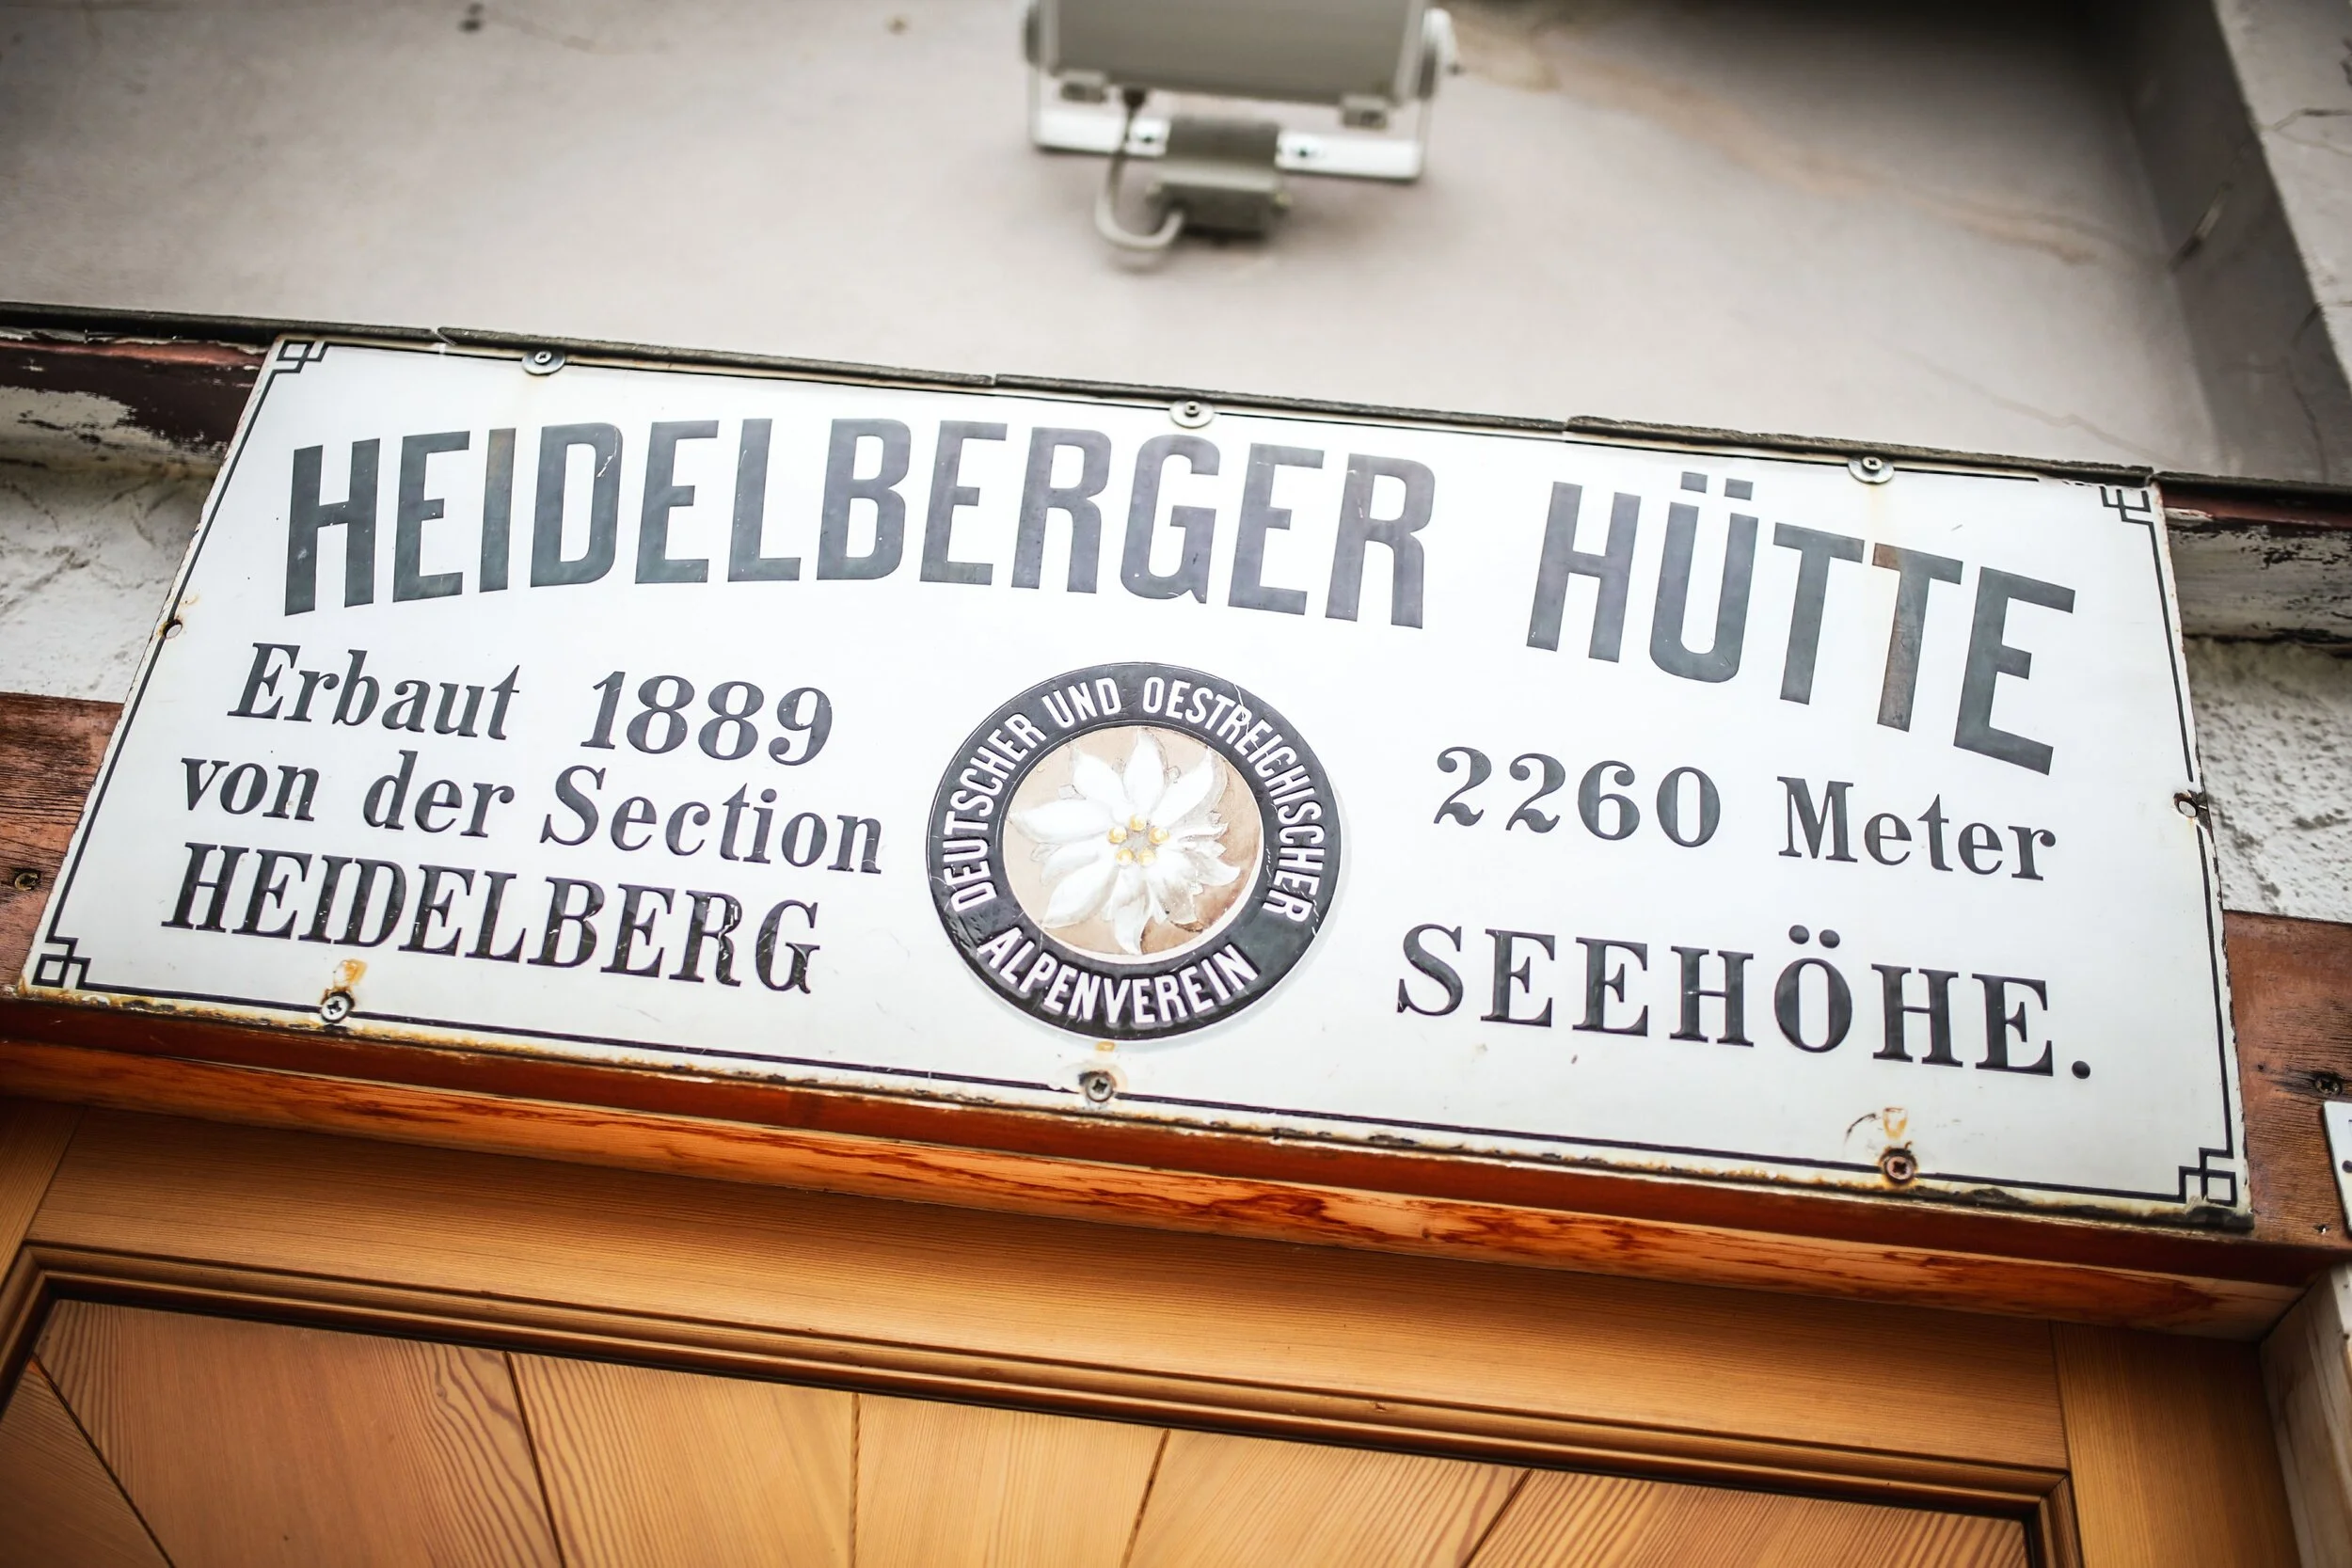 HEIDELBERGER HÜTTE
Erbaut 1889
von der Section
HEIDELBERG
DEUTSCHER UND OESTREICHISCHER
ALPENVEREIN
2260 Meter
SEEHÖHE.